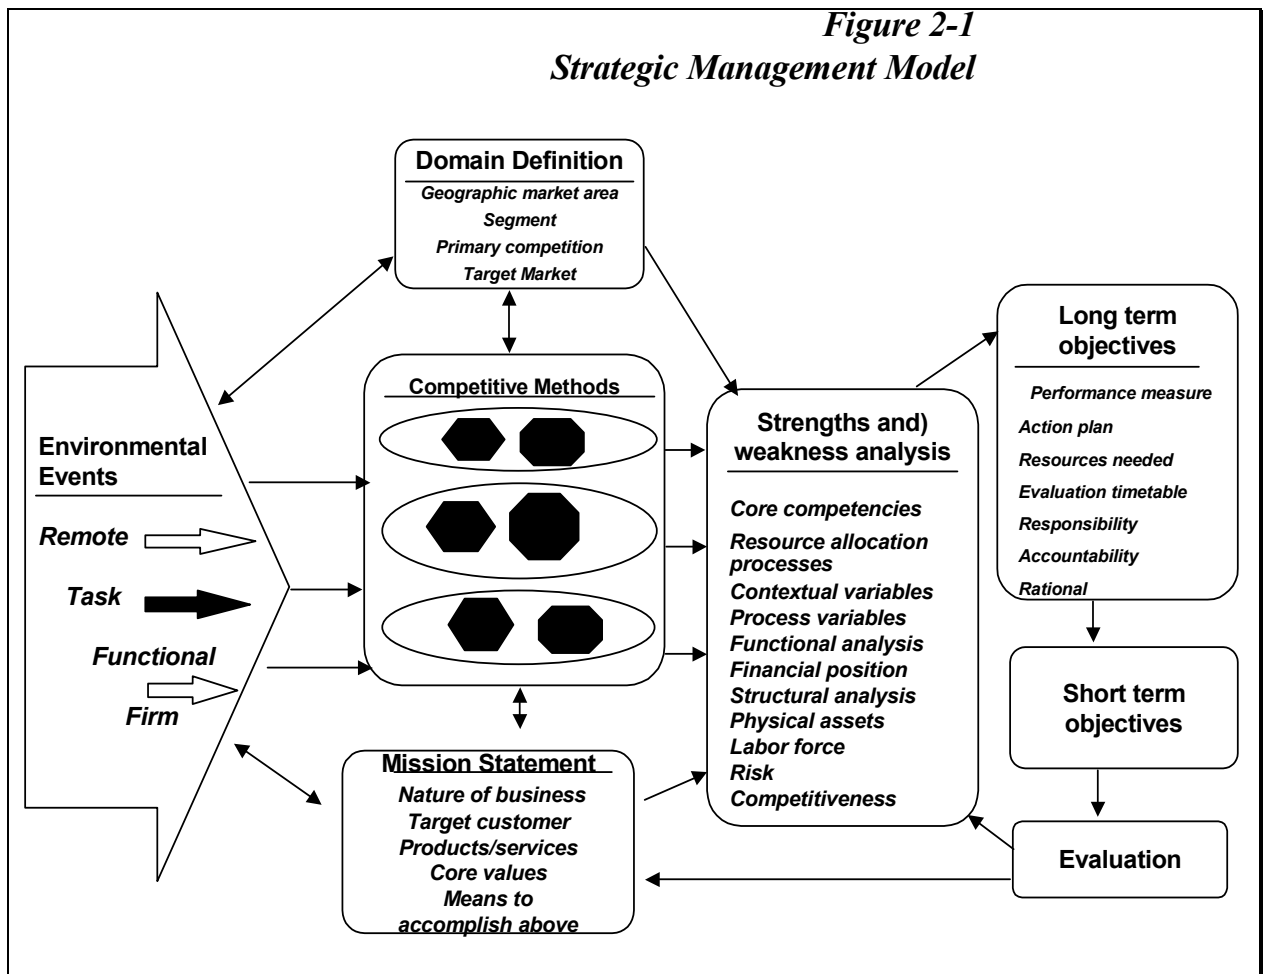 Figure 2-1
Strategic Management Model
Domain Definition
Geographic market area
Segment
Primary competition
Target Market
Environmental
Events
Remote
Task
Functional
Firm
Competitive Methods
Mission Statement
Nature of business
Target customer
Products/services
Core values
Means to
accomplish above
Strengths and)
weakness analysis
Core competencies
Resource allocation
processes
Contextual variables
Process variables
Functional analysis
Financial position
Structural analysis
Physical assets
Labor force
Risk
Competitiveness
Long term
objectives
Performance measure
Action plan
Resources needed
Evaluation timetable
Responsibility
Accountability
Rational
Short term
objectives
Evaluation